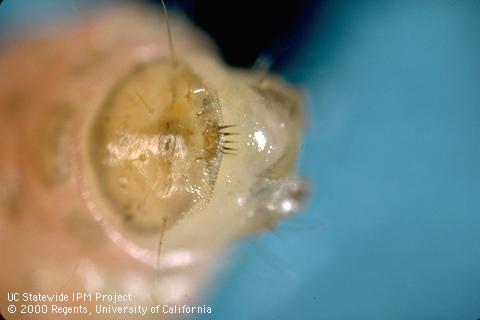 UC Statewide IPM Project
© 2000 Regents, University of California